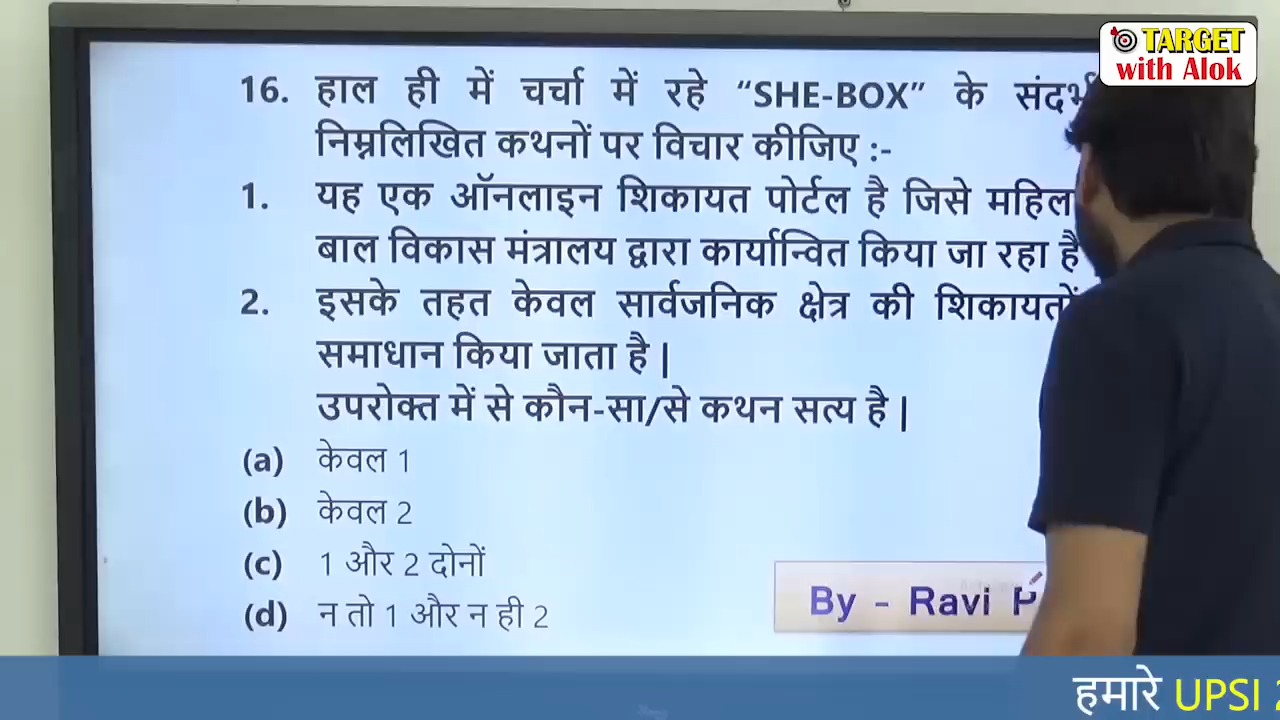 TARGET
with Alok
16. हाल ही में चर्चा में रहे “SHE-BOX” के
निम्नलिखित कथनों पर विचार कीजिए :-
1. यह एक ऑनलाइन शिकायत पोर्टल है जिसे
बाल विकास मंत्रालय द्वारा कार्यान्वित किया जा रहा है
2. इसके तहत केवल सार्वजनिक क्षेत्र की
समाधान किया जाता है |
उपरोक्त में से कौन-सा/से कथन सत्य है |
(a) केवल 1
(b) केवल 2
(c) 1 और 2 दोनों
(d) न तो 1 और न ही 2
By - Ravi
हमारे UPSI